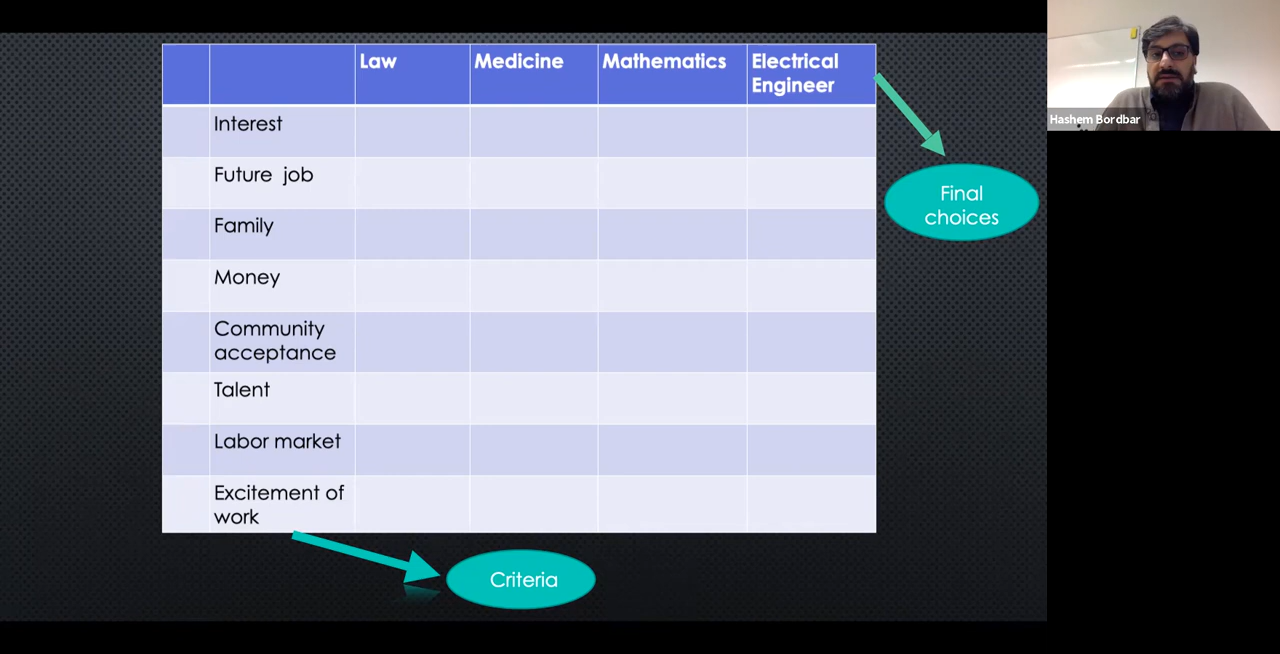 Law
Medicine
Mathematics
Electrical
Engineer
Interest
Future job
Family
Money
Community
acceptance
Talent
Labor market
Excitement of
work
Final
choices
Criteria
Hashem Bordbar